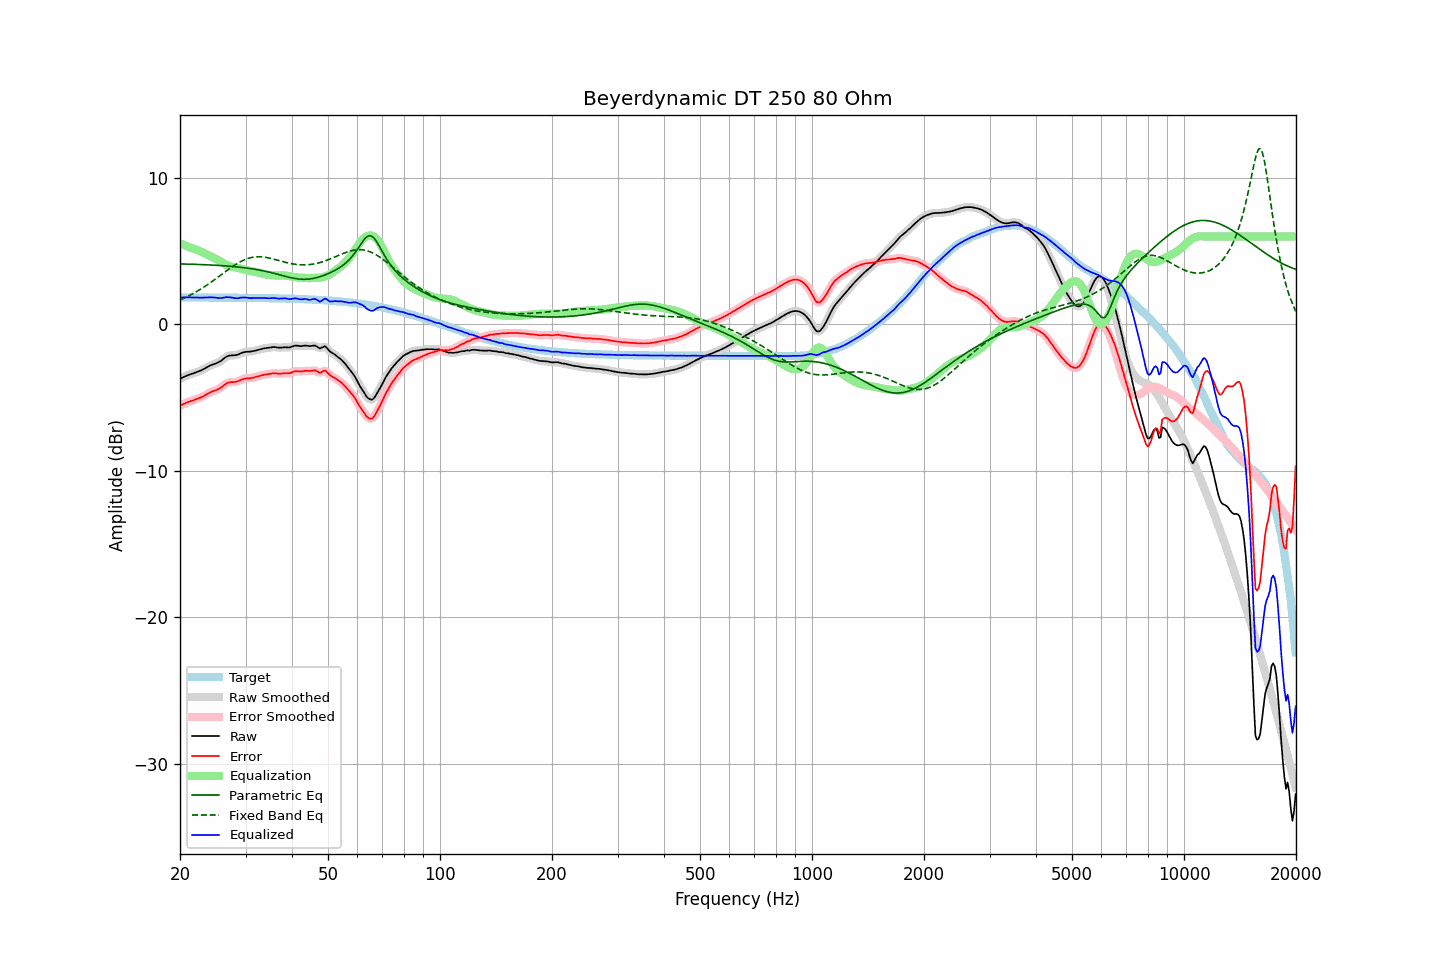 Beyerdynamic DT 250 80 Ohm
Amplitude (dBr)
10
0
−10
−20
−30
Target
Raw Smoothed
Error Smoothed
Raw
Error
Equalization
Parametric Eq
Fixed Band Eq
Equalized
20
50
100
200
500
1000
2000
5000
10000
20000
Frequency (Hz)